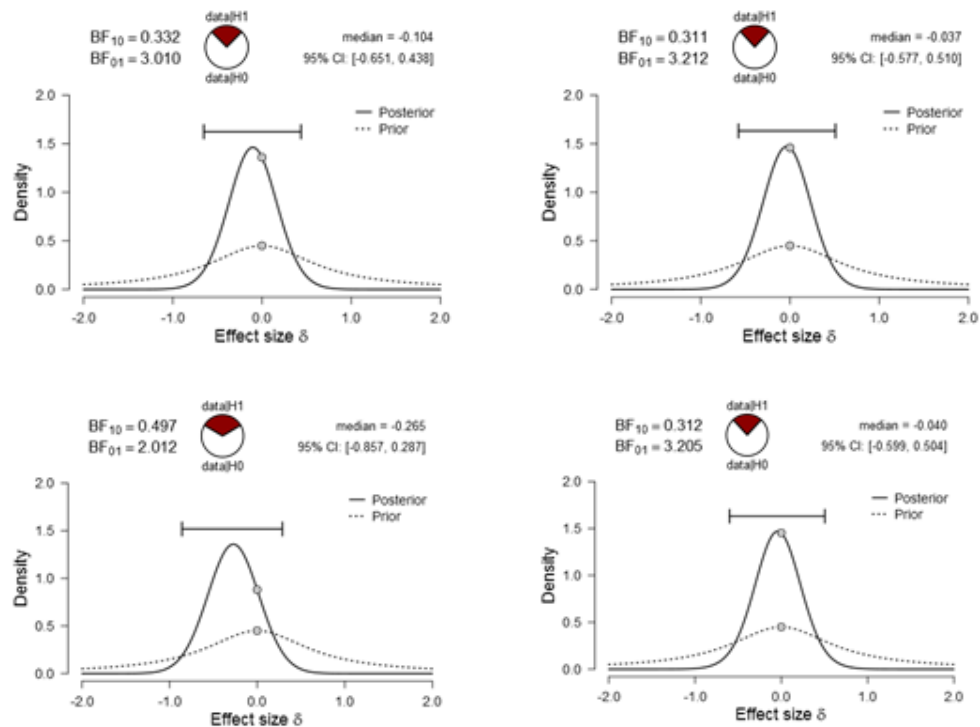 data|H1
BF10 = 0.332
BF01 = 3.010
data|H0
median = -0.104
95% CI: [-0.651, 0.438]
Posterior
Prior
2.0
1.5
1.0
0.5
0.0
Density
-2.0 -1.0 0.0 1.0 2.0
Effect size δ
data|H1
BF10 = 0.311
BF01 = 3.212
data|H0
median = -0.037
95% CI: [-0.577, 0.510]
Posterior
Prior
2.0
1.5
1.0
0.5
0.0
Density
-2.0 -1.0 0.0 1.0 2.0
Effect size δ
data|H1
BF10 = 0.497
BF01 = 2.012
data|H0
median = -0.265
95% CI: [-0.857, 0.287]
Posterior
Prior
2.0
1.5
1.0
0.5
0.0
Density
-2.0 -1.0 0.0 1.0 2.0
Effect size δ
data|H1
BF10 = 0.312
BF01 = 3.205
data|H0
median = -0.040
95% CI: [-0.599, 0.504]
Posterior
Prior
2.0
1.5
1.0
0.5
0.0
Density
-2.0 -1.0 0.0 1.0 2.0
Effect size δ